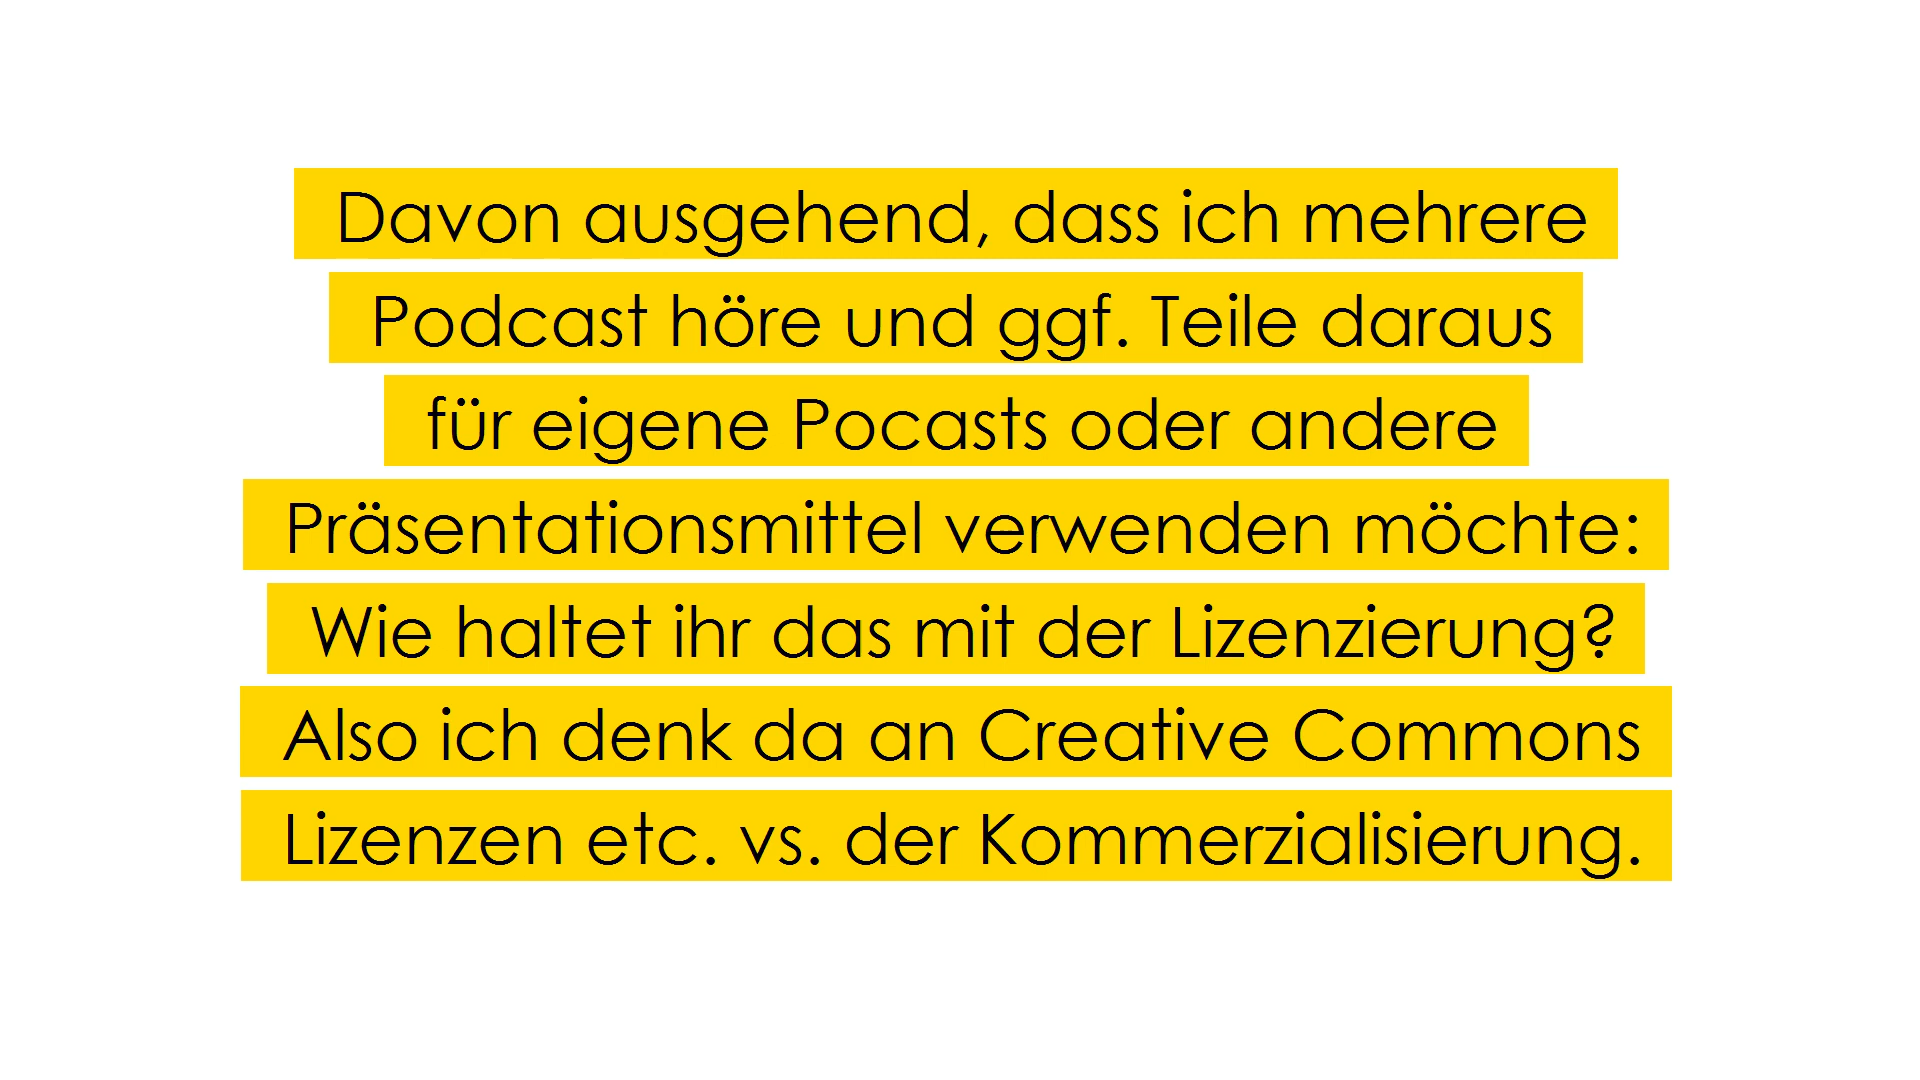 Davon ausgehend, dass ich mehrere
Podcast höre und ggf. Teile daraus
für eigene Pocasts oder andere
Präsentationsmittel verwenden möchte:
Wie haltet ihr das mit der Lizenzierung?
Also ich denk da an Creative Commons
Lizenzen etc. vs. der Kommerzialisierung.